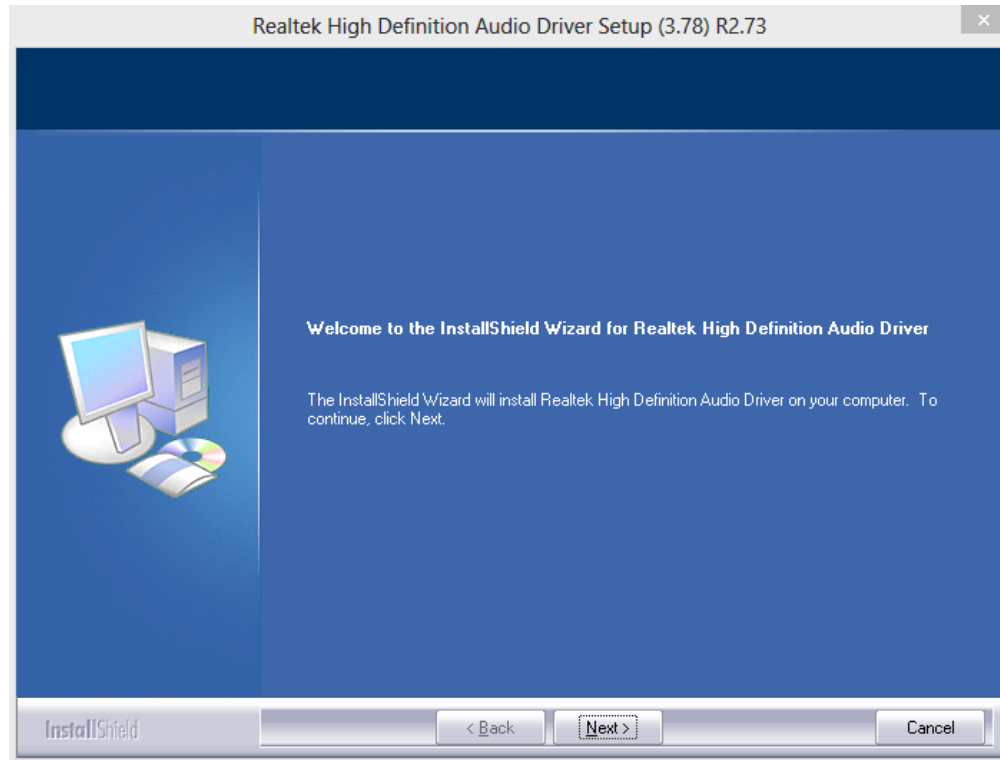 Realtek High Definition Audio Driver Setup (3.78) R2.73
Welcome to the InstallShield Wizard for Realtek High Definition Audio Driver
The InstallShield Wizard will install Realtek High Definition Audio Driver on your computer. To
continue, click Next.
InstallShield
< Back
Next >
Cancel